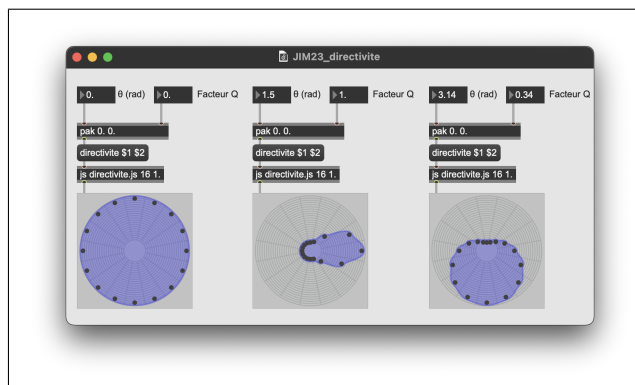 JIM23_directivite
0. θ (rad) 0. Facteur Q
pak 0. 0.
directivite $1 $2
js directivite.js 16 1.
1.5 θ (rad) 1. Facteur Q
pak 0. 0.
directivite $1 $2
js directivite.js 16 1.
3.14 θ (rad) 0.34 Facteur Q
pak 0. 0.
directivite $1 $2
js directivite.js 16 1.